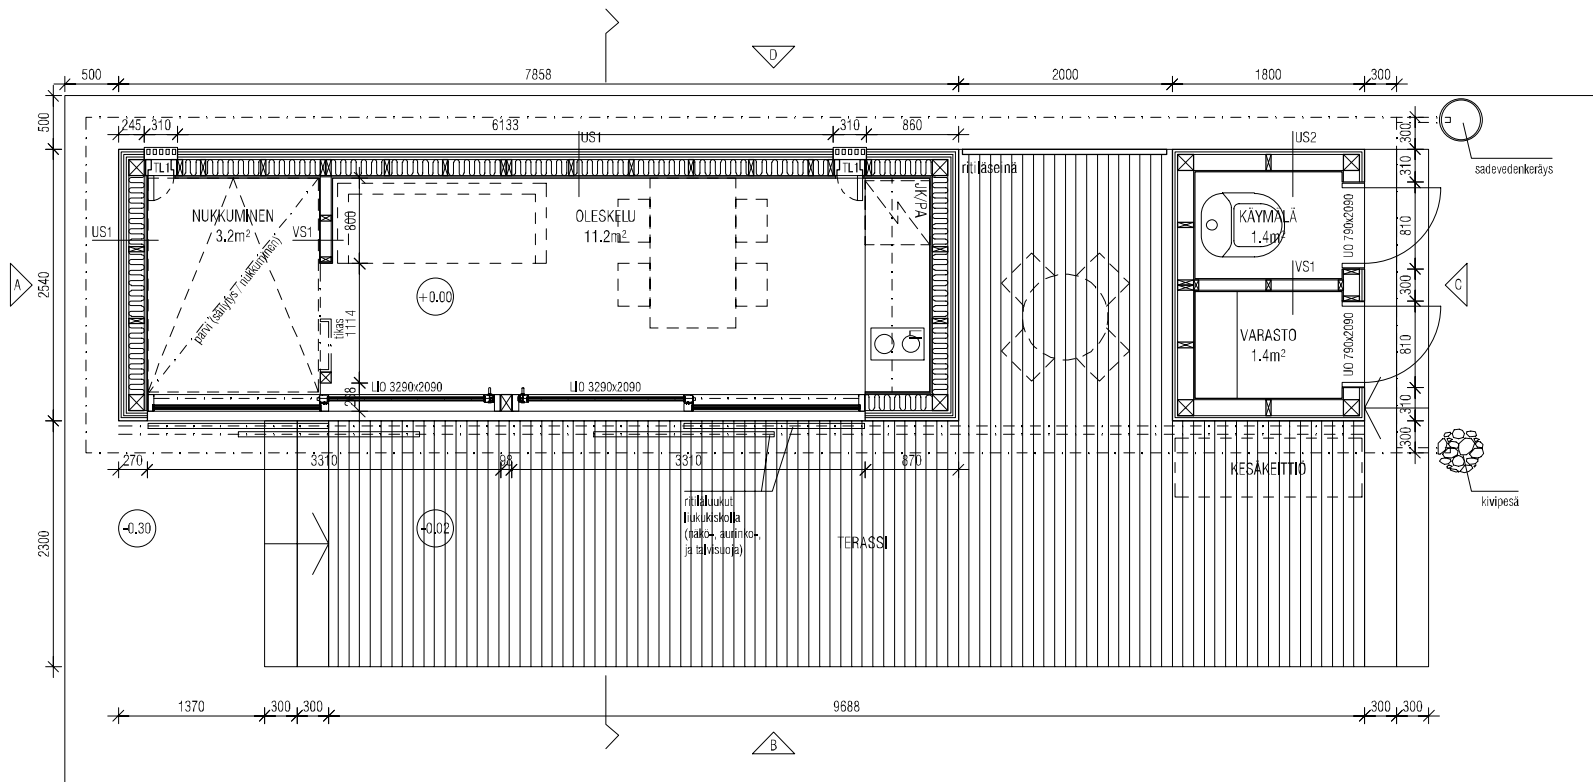 D
500
7858
2000
1800
300
500
245
310
6133
310
860
300
US1
US2
TL1
TL1
ritiläseinä
sadevedenkeräys
310
JK/PA
NUKKUMINEN
3.2m²
OLESKELU
11.2m²
KÄYMÄLÄ
1.4m²
UO 790x2090
810
US1
VS1
800
parvi (säilytys / nukkuminen)
A
2540
+0.00
VS1
300
C
tikas
1114
VARASTO
1.4m²
UO 790x2090
810
LIO 3290x2090
LIO 3290x2090
268
310
300
270
3310
98
3310
870
KESÄKEITTIÖ
kivipesä
ritiläluukut
liukukiskolla
(näkö-, aurinko-,
ja talvisuoja)
-0.30
-0.02
TERASSI
2300
1370
300
300
9688
300
300
B